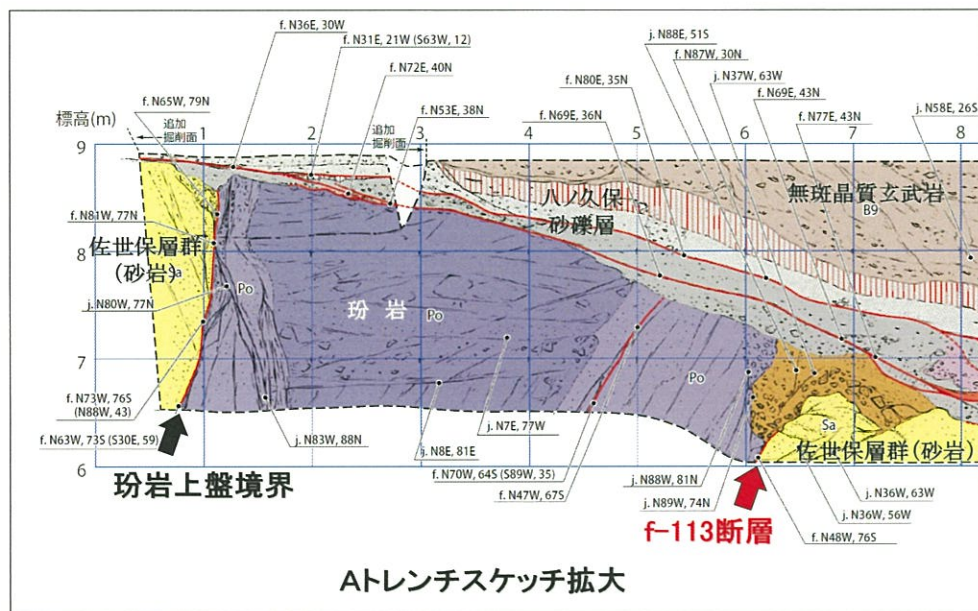 f. N36E, 30W
f. N31E, 21W (S63W, 12)
f. N72E, 40N
f. N65W, 79N
f. N53E, 38N
j. N88E, 51S
f. N87W, 30N
j. N37W, 63W
f. N80E, 35N
f. N69E, 43N
f. N69E, 36N
f. N77E, 43N
j. N58E, 26S
標高(m)
追加
掘削面
追加
掘削面
1
2
3
4
5
6
7
8
9
8
7
6
f. N81W, 77N
佐世保層群
(砂岩)
Sa
j. N80W, 77N
Po
玢岩
Po
八ノ久保
砂礫層
無斑晶質玄武岩
B9
Po
Sa
佐世保層群(砂岩)
f. N73W, 76S
(N88W, 43)
f. N63W, 73S (S30E, 59)
j. N83W, 88N
j. N8E, 81E
j. N7E, 77W
f. N70W, 64S (S89W, 35)
f. N47W, 67S
j. N88W, 81N
j. N89W, 74N
j. N36W, 63W
j. N36W, 56W
f. N48W, 76S
玢岩上盤境界
f-113断層
Aトレンチスケッチ拡大